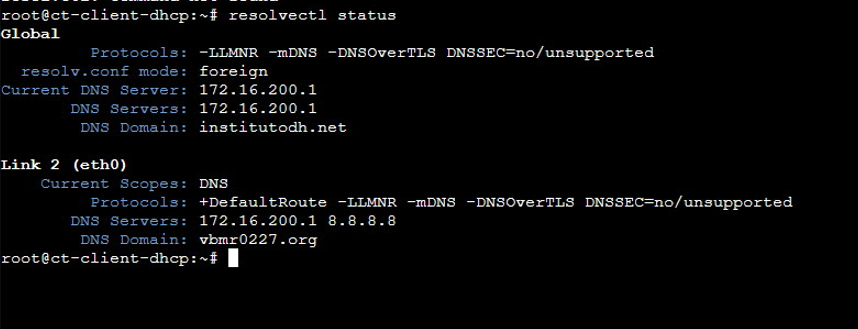 root@ct-client-dhcp:~# resolvectl status
Global
Protocols: -LLMNR -mDNS -DNSOverTLS DNSSEC=no/unsupported
resolv.conf mode: foreign
Current DNS Server: 172.16.200.1
DNS Servers: 172.16.200.1
DNS Domain: institutodh.net
Link 2 (eth0)
Current Scopes: DNS
Protocols: +DefaultRoute -LLMNR -mDNS -DNSOverTLS DNSSEC=no/unsupported
DNS Servers: 172.16.200.1 8.8.8.8
DNS Domain: vbmr0227.org
root@ct-client-dhcp:~#